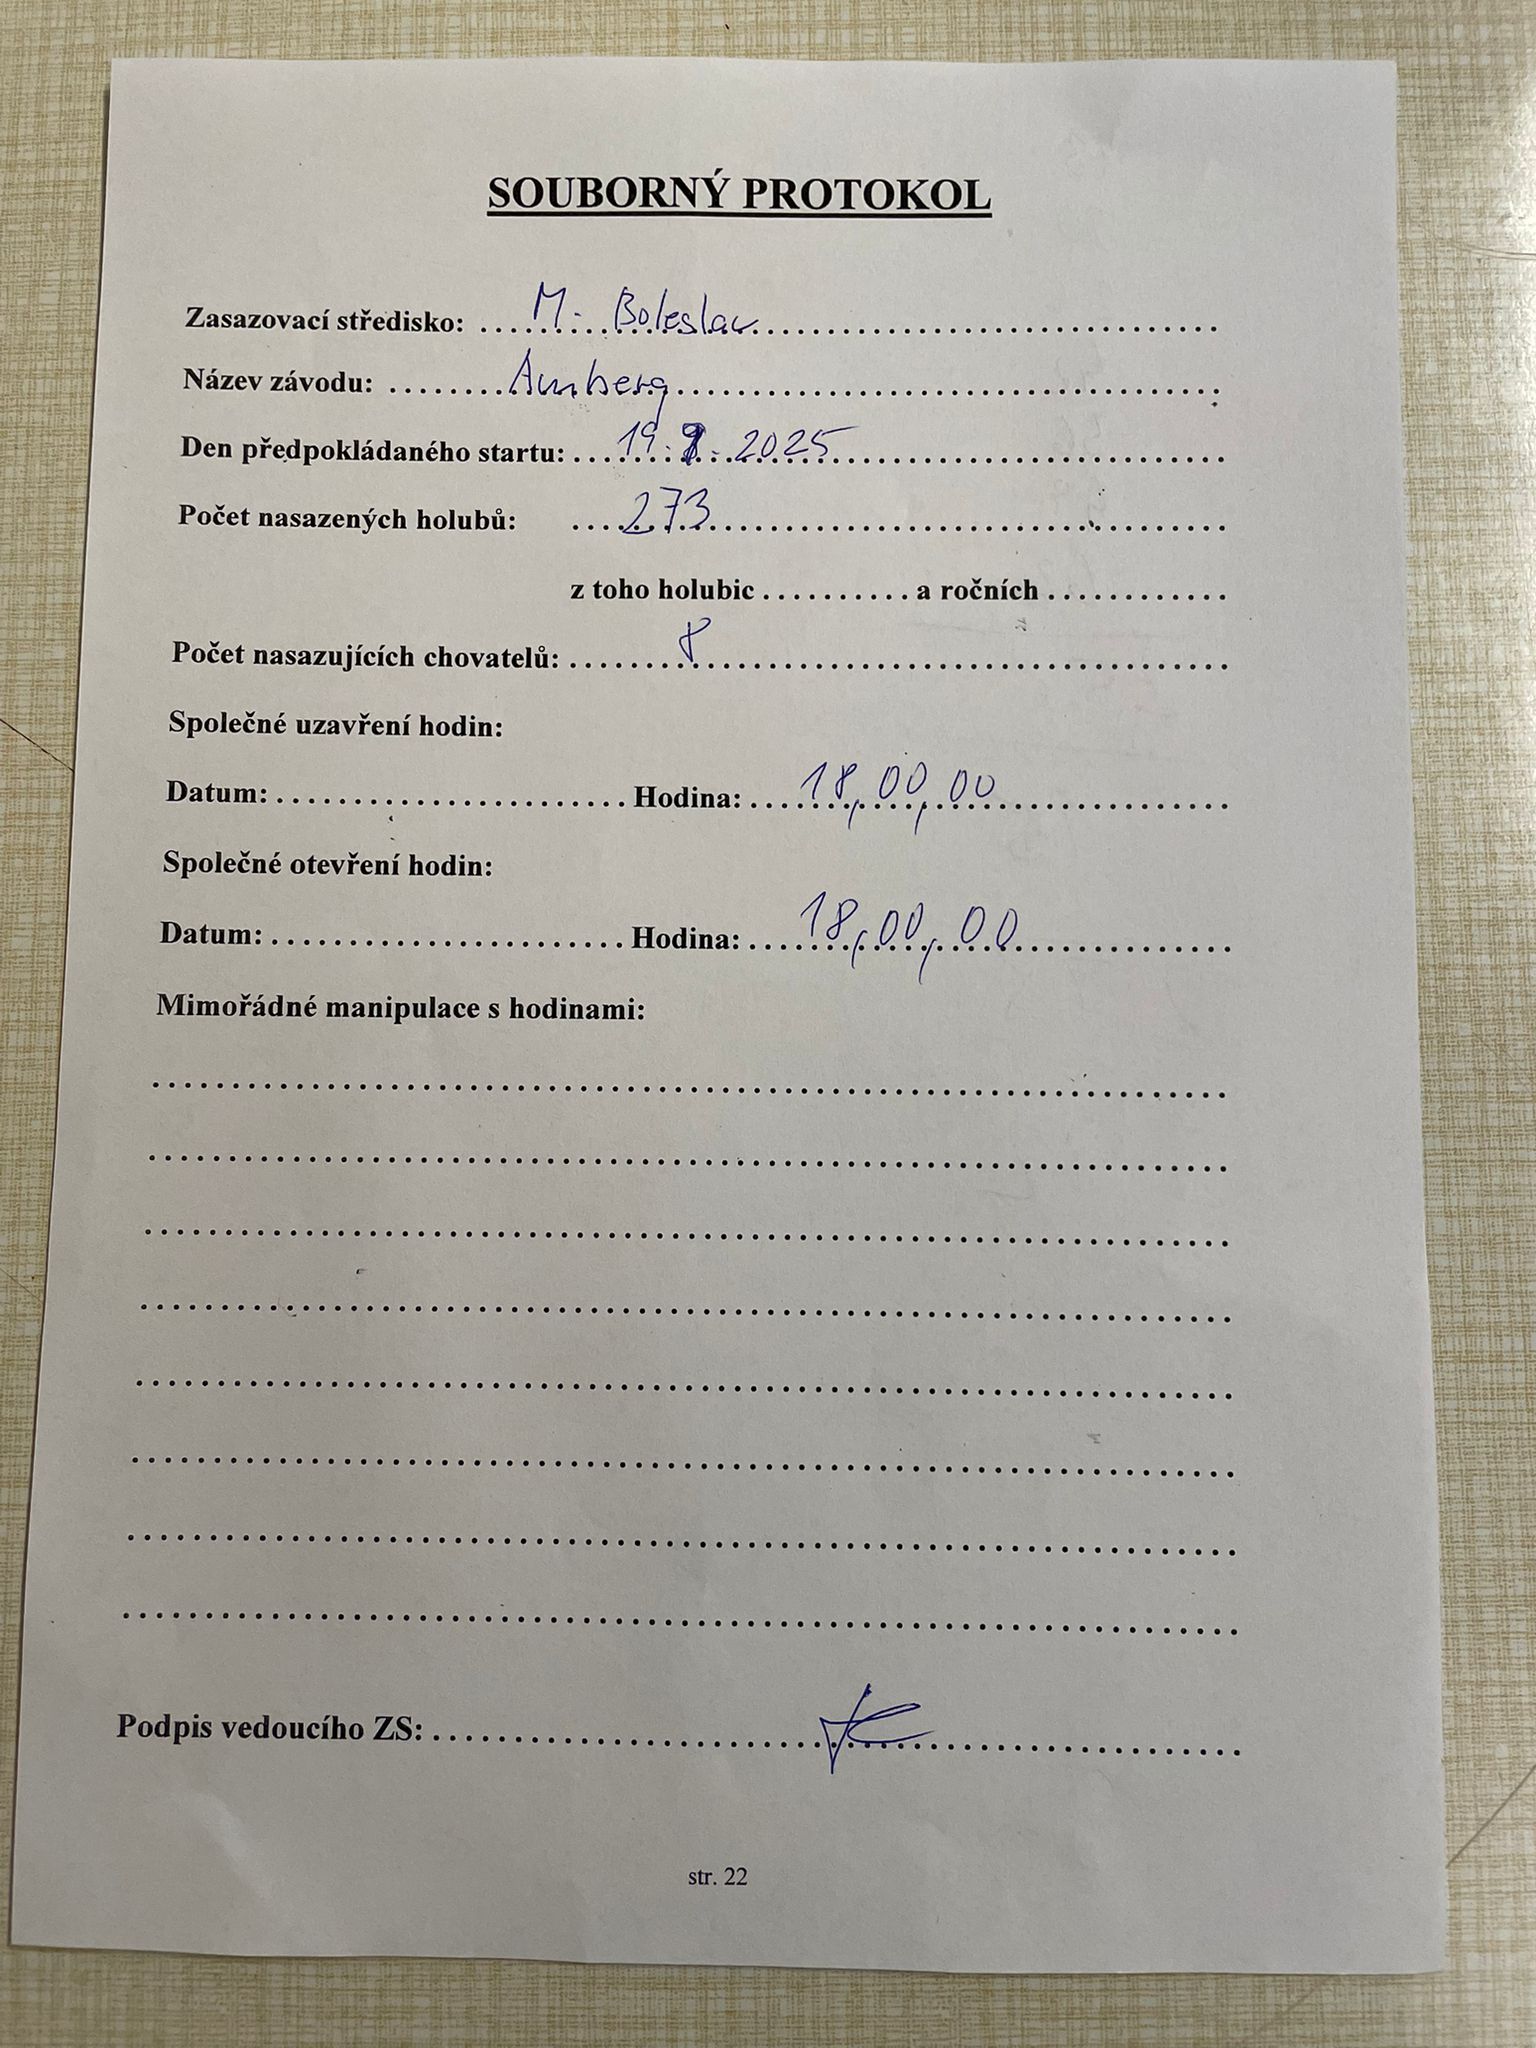 SOUBORNÝ PROTOKOL
Zasazovací středisko: M. Boleslav
Název závodu: Amberg
Den předpokládaného startu: 19. 7. 2025
Počet nasazených holubů: 273
z toho holubic .......... a ročních ............
Počet nasazujících chovatelů: 8
Společné uzavření hodin:
Datum: ........................ Hodina: 18,00,00
Společné otevření hodin:
Datum: ........................ Hodina: 18,00,00
Mimořádné manipulace s hodinami:
Podpis vedoucího ZS:
str. 22